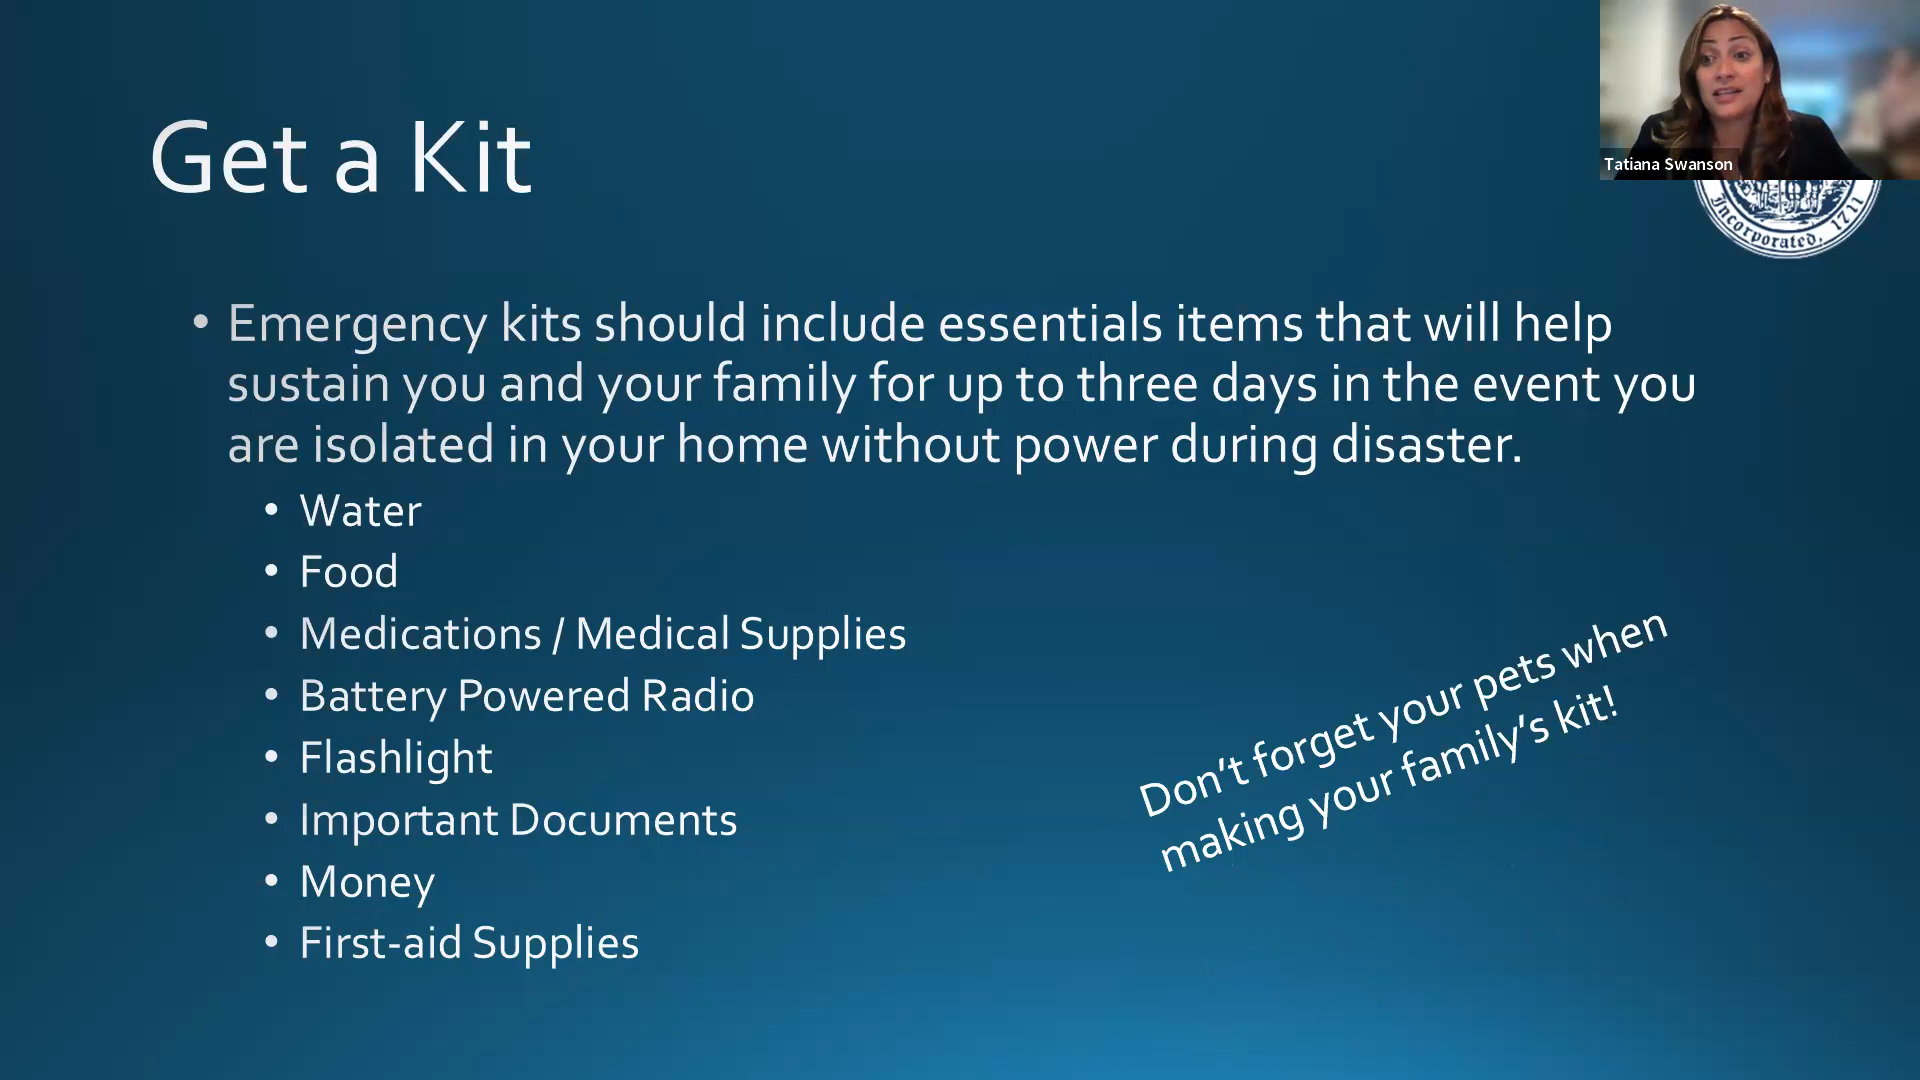 Get a Kit
Tatiana Swanson
Incorporated, 1711
• Emergency kits should include essentials items that will help
sustain you and your family for up to three days in the event you
are isolated in your home without power during disaster.
• Water
• Food
• Medications / Medical Supplies
• Battery Powered Radio
• Flashlight
• Important Documents
• Money
• First-aid Supplies
Don’t forget your pets when
making your family’s kit!